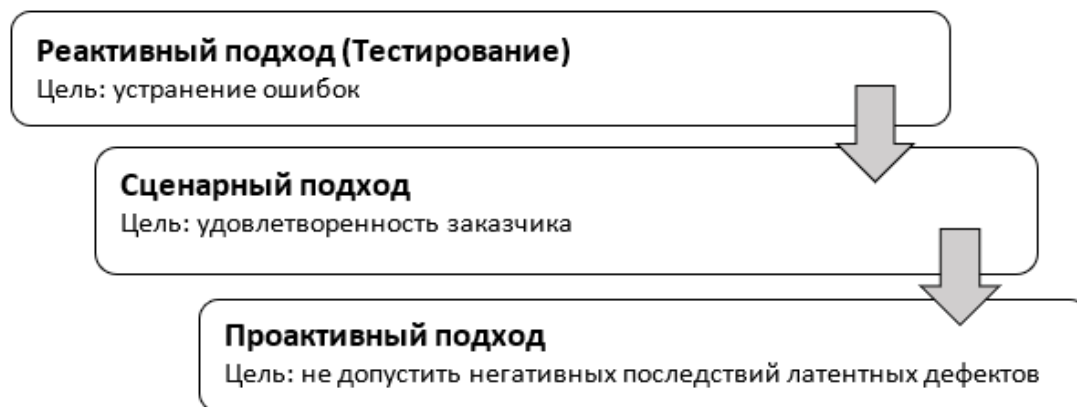 Реактивный подход (Тестирование)
Цель: устранение ошибок
Сценарный подход
Цель: удовлетворенность заказчика
Проактивный подход
Цель: не допустить негативных последствий латентных дефектов